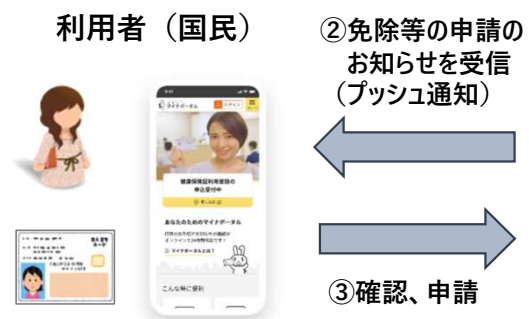 利用者（国民）
②免除等の申請の
お知らせを受信
（プッシュ通知）
マイナポータル
ログイン
健康保険証利用登録の
申込受付中
あなたのためのマイナポータル
マイナポータルとは？
こんな時に便利
③確認、申請